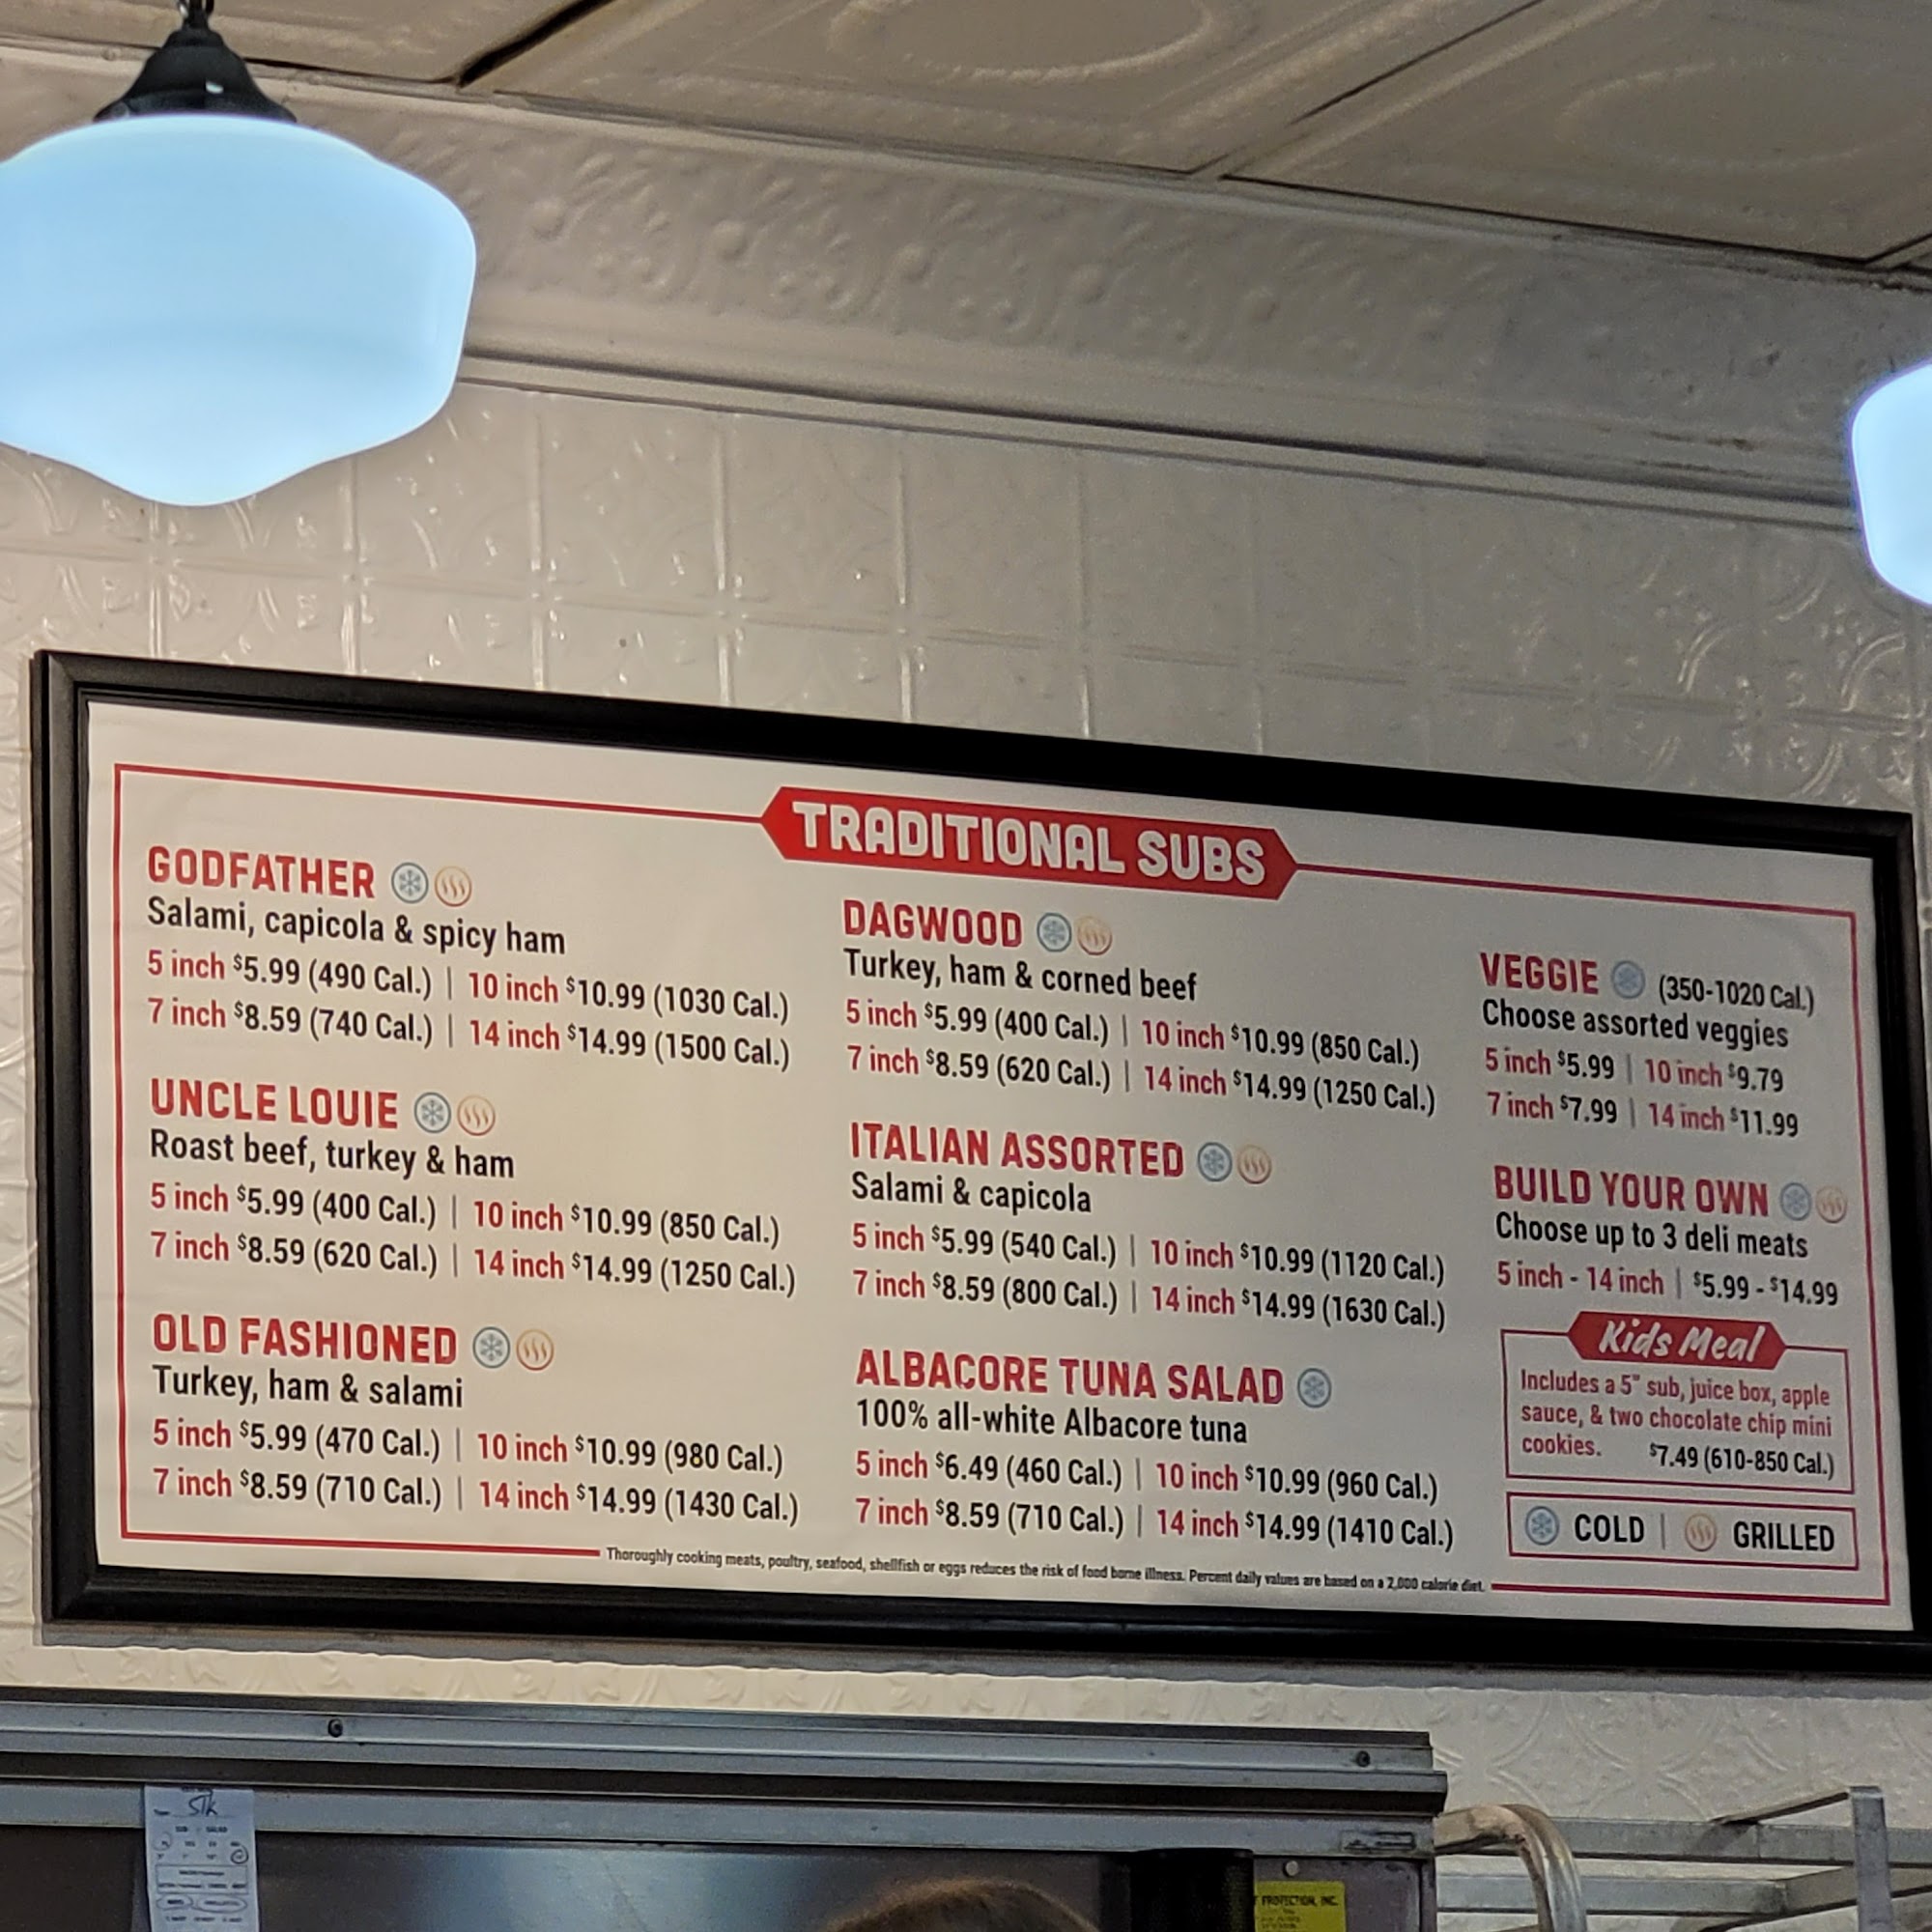 TRADITIONAL SUBS
GODFATHER
Salami, capicola & spicy ham
5 inch $5.99 (490 Cal.) | 10 inch $10.99 (1030 Cal.)
7 inch $8.59 (740 Cal.) | 14 inch $14.99 (1500 Cal.)
UNCLE LOUIE
Roast beef, turkey & ham
5 inch $5.99 (400 Cal.) | 10 inch $10.99 (850 Cal.)
7 inch $8.59 (620 Cal.) | 14 inch $14.99 (1250 Cal.)
OLD FASHIONED
Turkey, ham & salami
5 inch $5.99 (470 Cal.) | 10 inch $10.99 (980 Cal.)
7 inch $8.59 (710 Cal.) | 14 inch $14.99 (1430 Cal.)
DAGWOOD
Turkey, ham & corned beef
5 inch $5.99 (400 Cal.) | 10 inch $10.99 (850 Cal.)
7 inch $8.59 (620 Cal.) | 14 inch $14.99 (1250 Cal.)
ITALIAN ASSORTED
Salami & capicola
5 inch $5.99 (540 Cal.) | 10 inch $10.99 (1120 Cal.)
7 inch $8.59 (800 Cal.) | 14 inch $14.99 (1630 Cal.)
ALBACORE TUNA SALAD
100% all-white Albacore tuna
5 inch $6.49 (460 Cal.) | 10 inch $10.99 (960 Cal.)
7 inch $8.59 (710 Cal.) | 14 inch $14.99 (1410 Cal.)
VEGGIE (350-1020 Cal.)
Choose assorted veggies
5 inch $5.99 | 10 inch $9.79
7 inch $7.99 | 14 inch $11.99
BUILD YOUR OWN
Choose up to 3 deli meats
5 inch - 14 inch | $5.99 - $14.99
Kids Meal
Includes a 5" sub, juice box, apple
sauce, & two chocolate chip mini
cookies. $7.49 (610-850 Cal.)
COLD | GRILLED
Thoroughly cooking meats, poultry, seafood, shellfish or eggs reduces the risk of food borne illness. Percent daily values are based on a 2,000 calorie diet.
Stk
PROTECTION, INC.